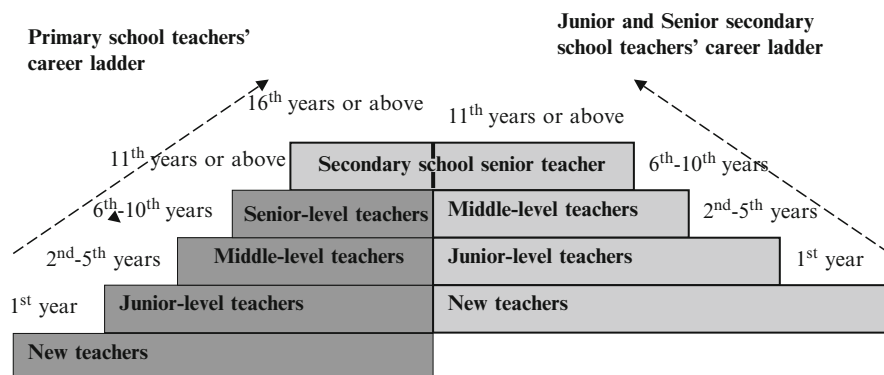 Primary school teachers'
career ladder
Junior and Senior secondary
school teachers' career ladder
16th years or above
11th years or above
11th years or above
Secondary school senior teacher
6th-10th years
6th-10th years
Senior-level teachers
Middle-level teachers
2nd-5th years
2nd-5th years
Middle-level teachers
Junior-level teachers
1st year
1st year
Junior-level teachers
New teachers
New teachers